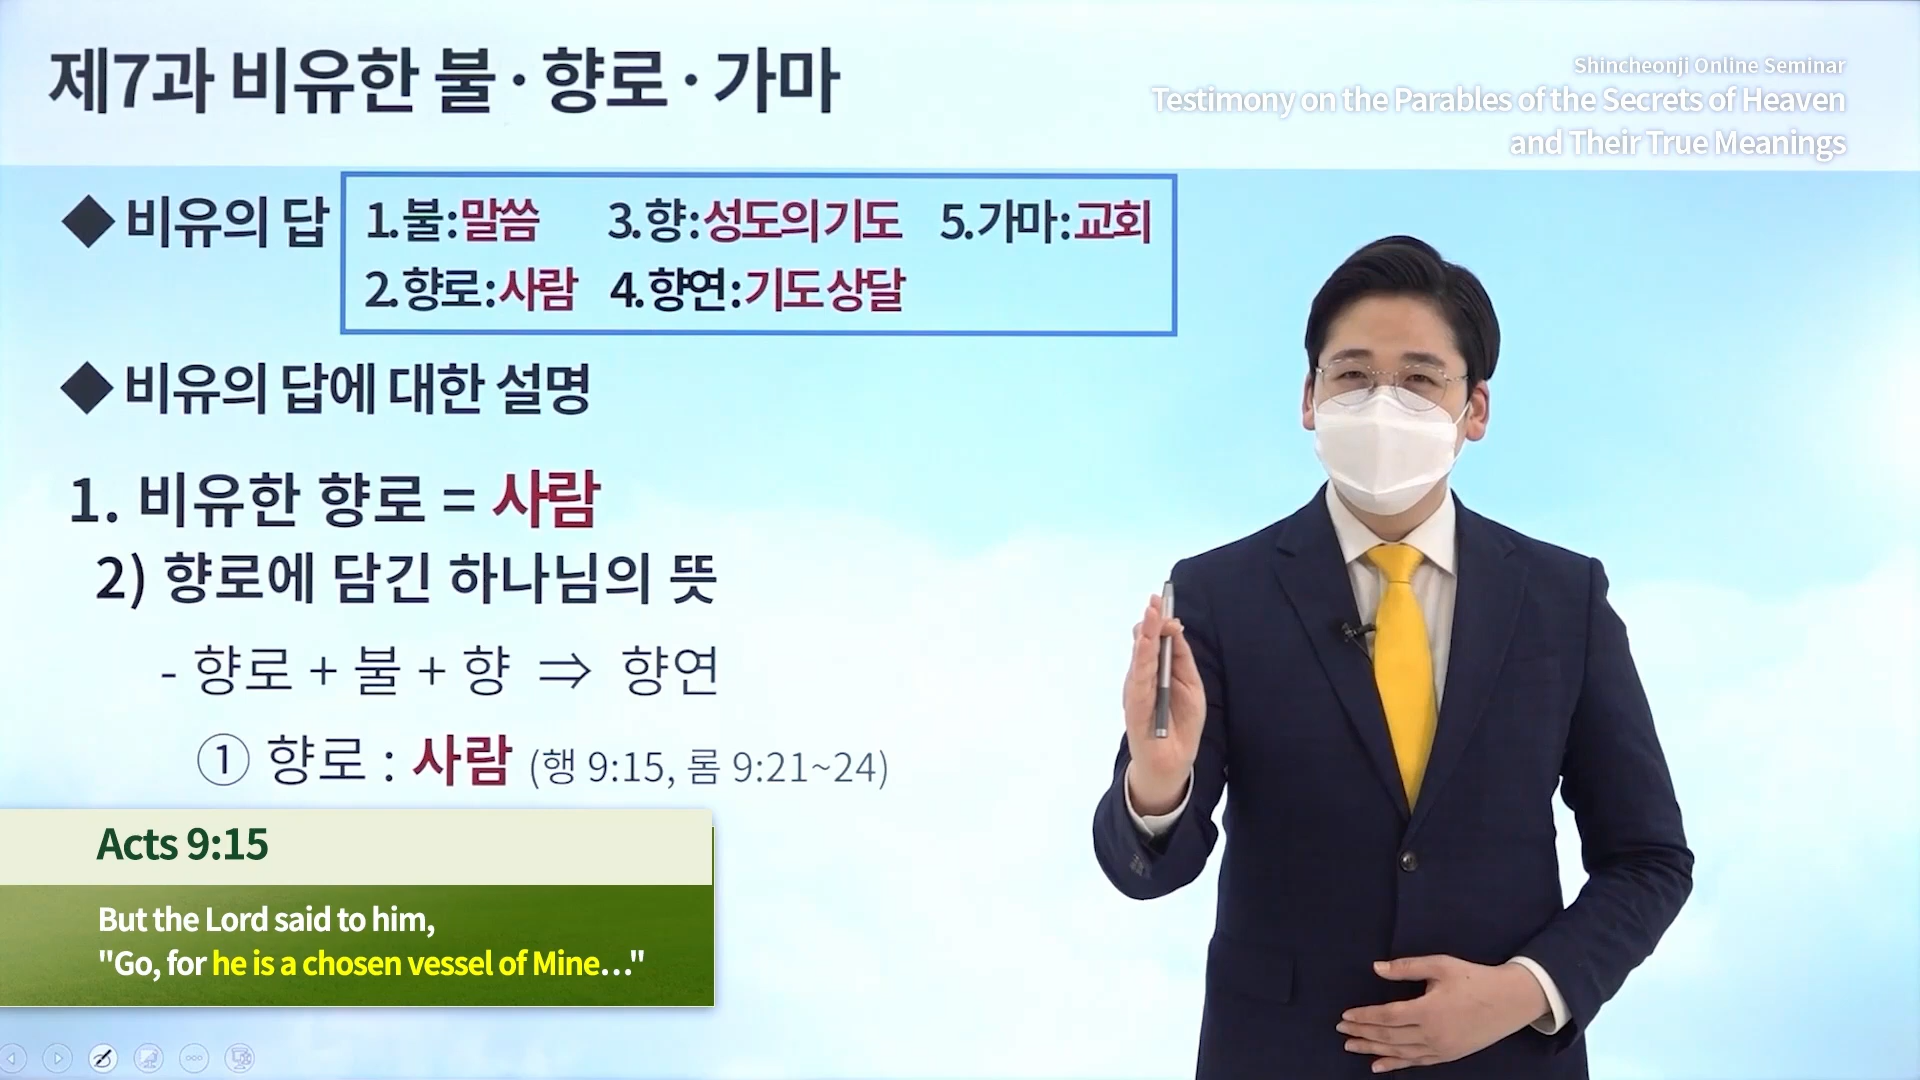 제7과 비유한 불·향로·가마
Shincheonji Online Seminar
Testimony on the Parables of the Secrets of Heaven
and Their True Meanings
◆ 비유의 답
1. 불 : 말씀 3. 향 : 성도의 기도 5. 가마 : 교회
2. 향로 : 사람 4. 향연 : 기도 상달
◆ 비유의 답에 대한 설명
1. 비유한 향로 = 사람
2) 향로에 담긴 하나님의 뜻
- 향로 + 불 + 향 ⇒ 향연
① 향로 : 사람 (행 9:15, 롬 9:21~24)
Acts 9:15
But the Lord said to him,
"Go, for he is a chosen vessel of Mine…"